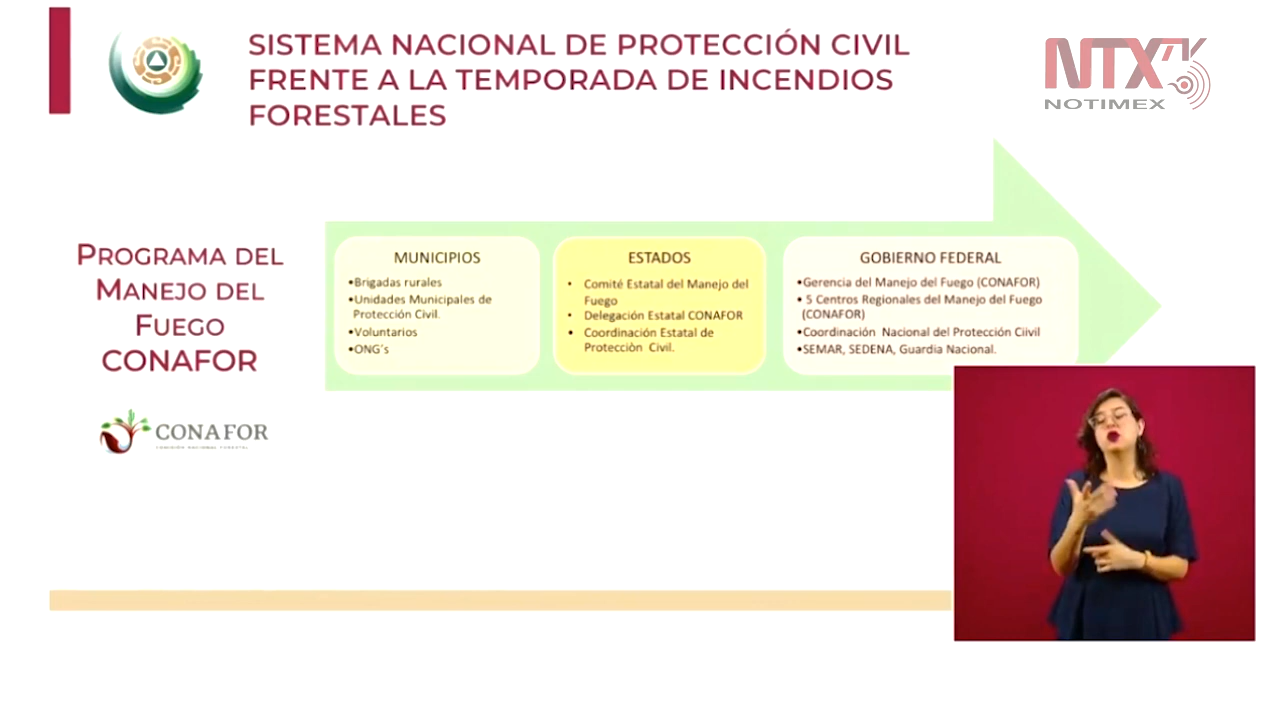 SISTEMA NACIONAL DE PROTECCIÓN CIVIL
FRENTE A LA TEMPORADA DE INCENDIOS
FORESTALES
NTX
NOTIMEX
PROGRAMA DEL
MANEJO DEL
FUEGO
CONAFOR
CONAFOR
COMISIÓN NACIONAL FORESTAL
MUNICIPIOS
•Brigadas rurales
•Unidades Municipales de
Protección Civil.
•Voluntarios
•ONG´s
ESTADOS
• Comité Estatal del Manejo del
Fuego
• Delegación Estatal CONAFOR
• Coordinación Estatal de
Protecciòn Civil.
GOBIERNO FEDERAL
•Gerencia del Manejo del Fuego (CONAFOR)
• 5 Centros Regionales del Manejo del Fuego
(CONAFOR)
•Coordinación Nacional del Protección Ciivil
•SEMAR, SEDENA, Guardia Nacional.